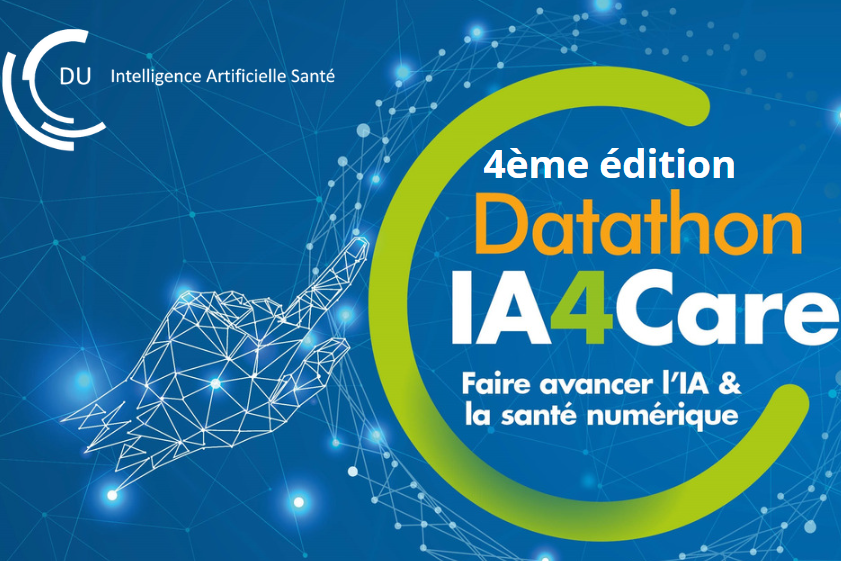 DU Intelligence Artificielle Santé
4ème édition
Datathon
IA4Care
Faire avancer l'IA &
la santé numérique